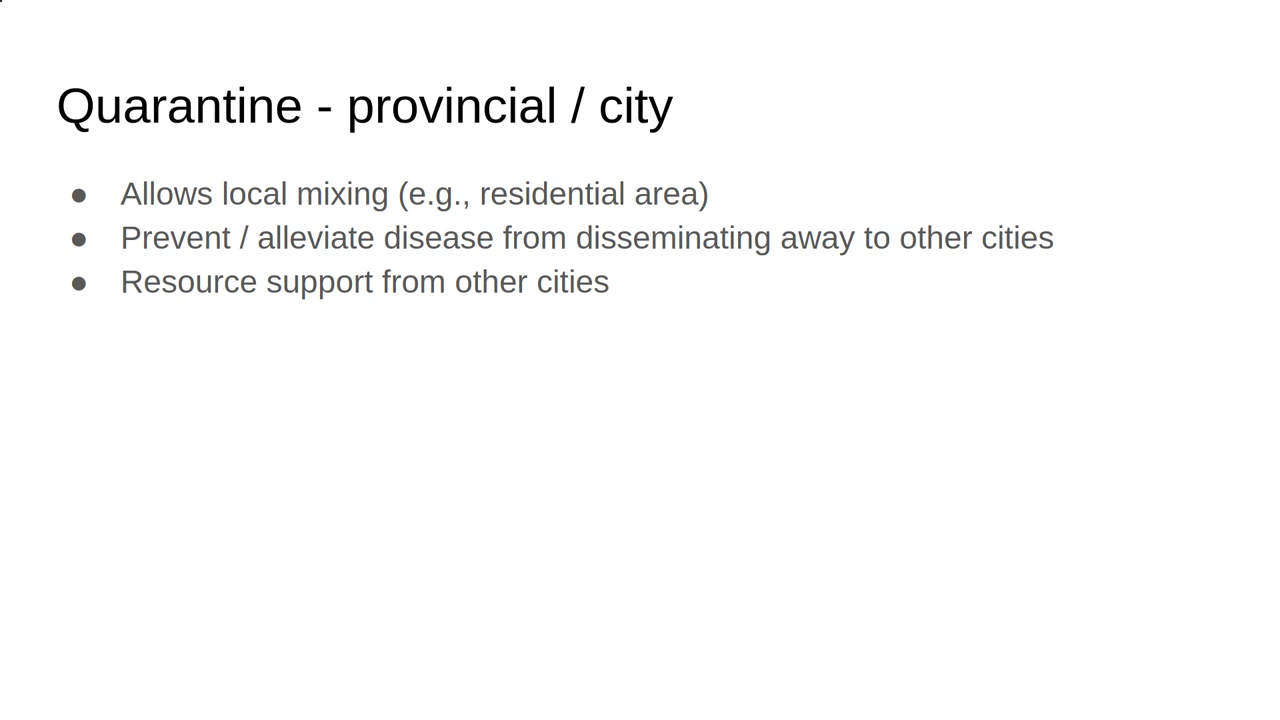 Quarantine - provincial / city
● Allows local mixing (e.g., residential area)
● Prevent / alleviate disease from disseminating away to other cities
● Resource support from other cities